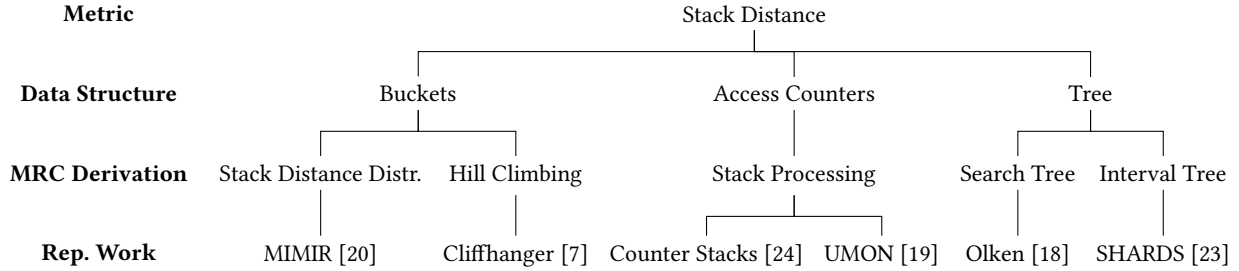 Metric Stack Distance
Data Structure Buckets Access Counters Tree
MRC Derivation Stack Distance Distr. Hill Climbing Stack Processing Search Tree Interval Tree
Rep. Work MIMIR [20] Cliffhanger [7] Counter Stacks [24] UMON [19] Olken [18] SHARDS [23]